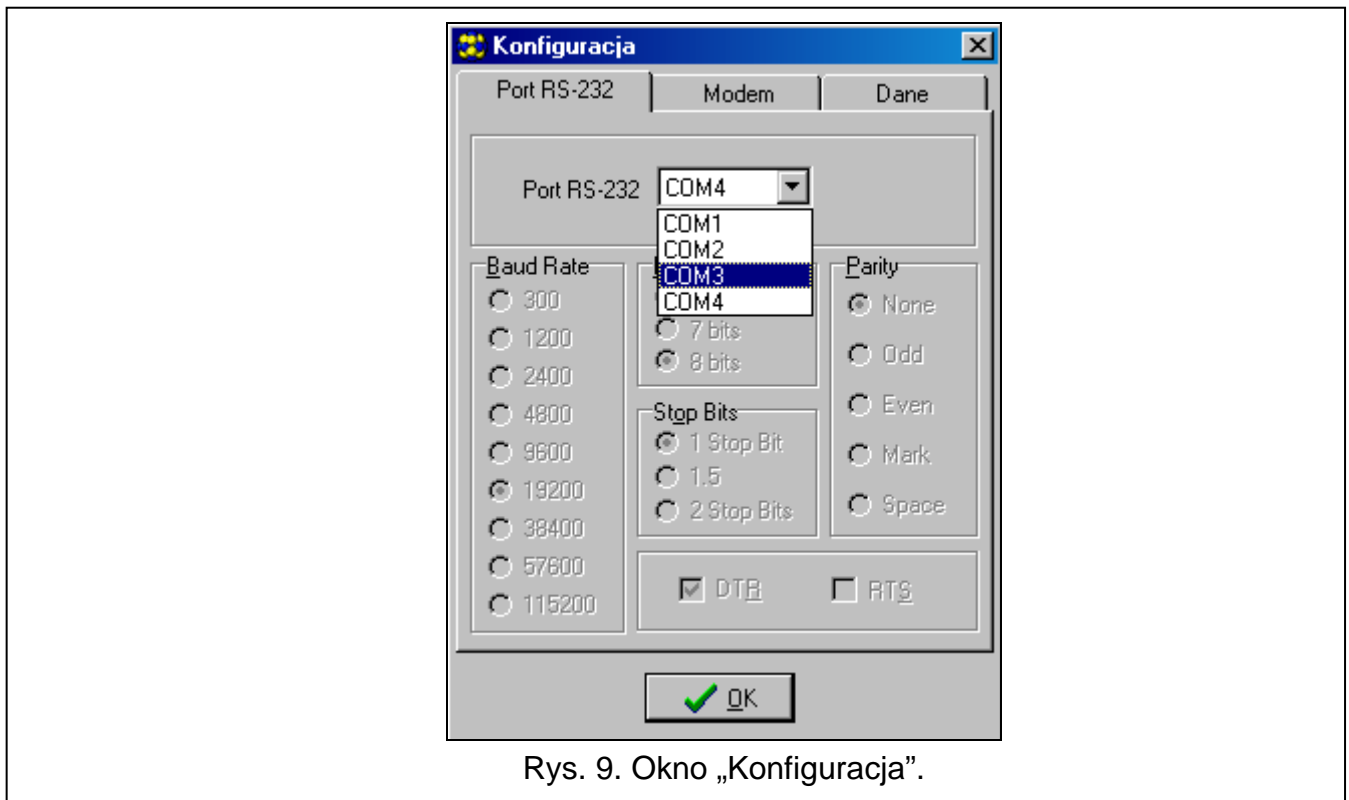 Konfiguracja
Port RS-232 Modem Dane
Port RS-232 COM4
COM1
COM2
COM3
COM4
Baud Rate
300
1200
2400
4800
9600
19200
38400
57600
115200
7 bits
8 bits
Stop Bits
1 Stop Bit
1.5
2 Stop Bits
Parity
None
Odd
Even
Mark
Space
DTR RTS
OK
Rys. 9. Okno „Konfiguracja”.